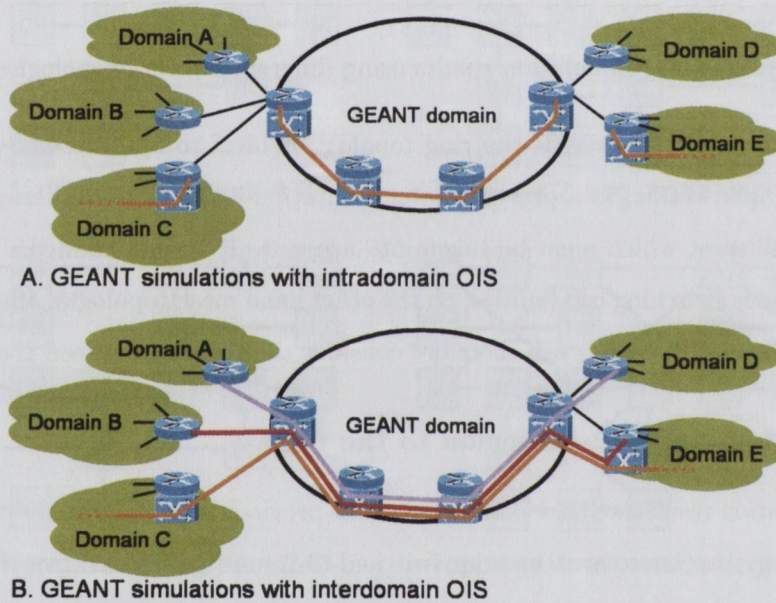 Domain A
Domain D
Domain B
GEANT domain
Domain E
Domain C
A. GEANT simulations with intradomain OIS
Domain A
Domain D
Domain B
GEANT domain
Domain E
Domain C
B. GEANT simulations with interdomain OIS